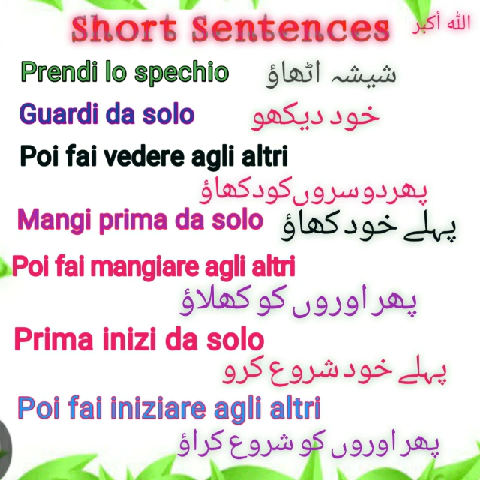 Short Sentences الله أكبر
Prendi lo spechio شیشہ اٹھاؤ
Guardi da solo خود دیکھو
Poi fai vedere agli altri
پھر دوسروں کو دکھاؤ
Mangi prima da solo پہلے خود کھاؤ
Poi fai mangiare agli altri
پھر اوروں کو کھلاؤ
Prima inizi da solo
پہلے خود شروع کرو
Poi fai iniziare agli altri
پھر اوروں کو شروع کراؤ